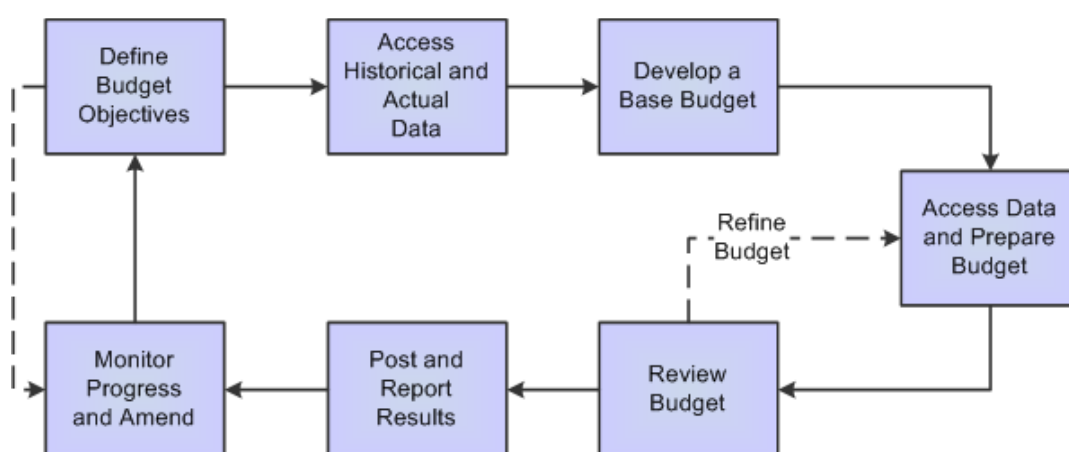 Define
Budget
Objectives
Access
Historical and
Actual
Data
Develop a
Base Budget
Access Data
and Prepare
Budget
Refine
Budget
Review
Budget
Post and
Report
Results
Monitor
Progress
and Amend